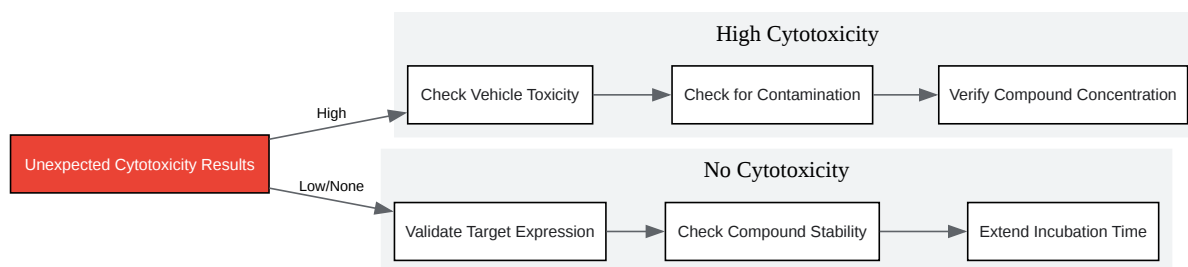 High Cytotoxicity
Check Vehicle Toxicity
Check for Contamination
Verify Compound Concentration
High
Unexpected Cytotoxicity Results
Low/None
No Cytotoxicity
Validate Target Expression
Check Compound Stability
Extend Incubation Time